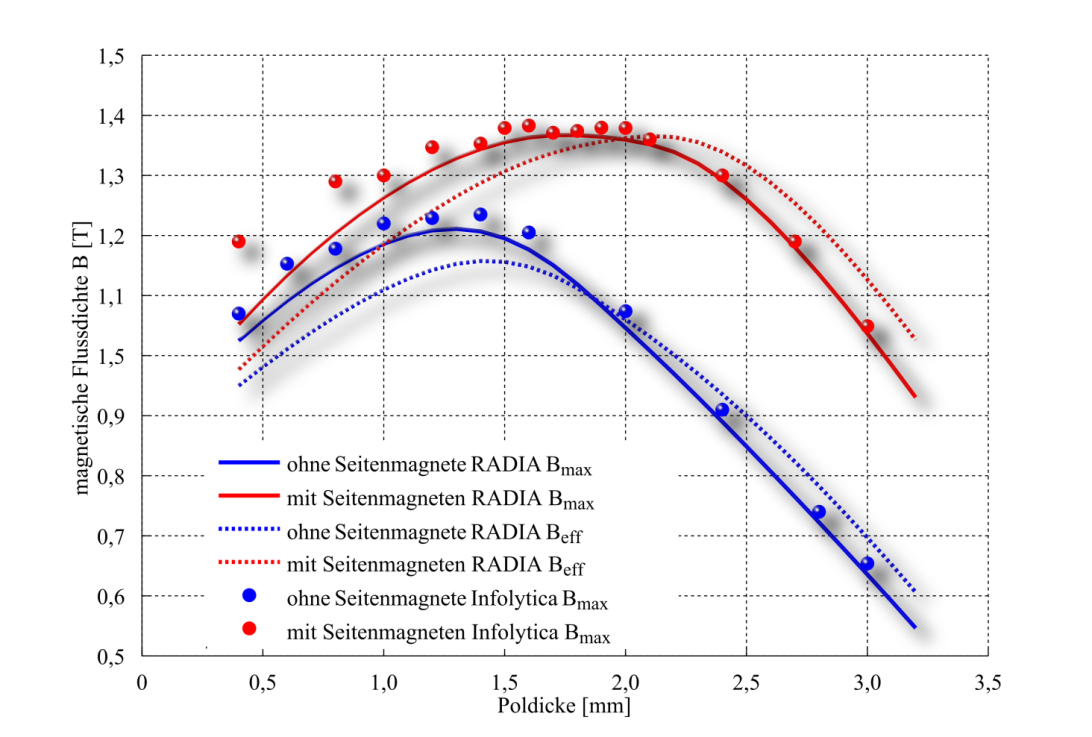 magnetische Flussdichte B [T]
1,5
1,4
1,3
1,2
1,1
1,5
0,9
0,8
0,7
0,6
0,5
ohne Seitenmagnete RADIA Bmax
mit Seitenmagneten RADIA Bmax
ohne Seitenmagnete RADIA Beff
mit Seitenmagneten RADIA Beff
ohne Seitenmagnete Infolytica Bmax
mit Seitenmagneten Infolytica Bmax
0 0,5 1,0 1,5 2,0 2,5 3,0 3,5
Poldicke [mm]